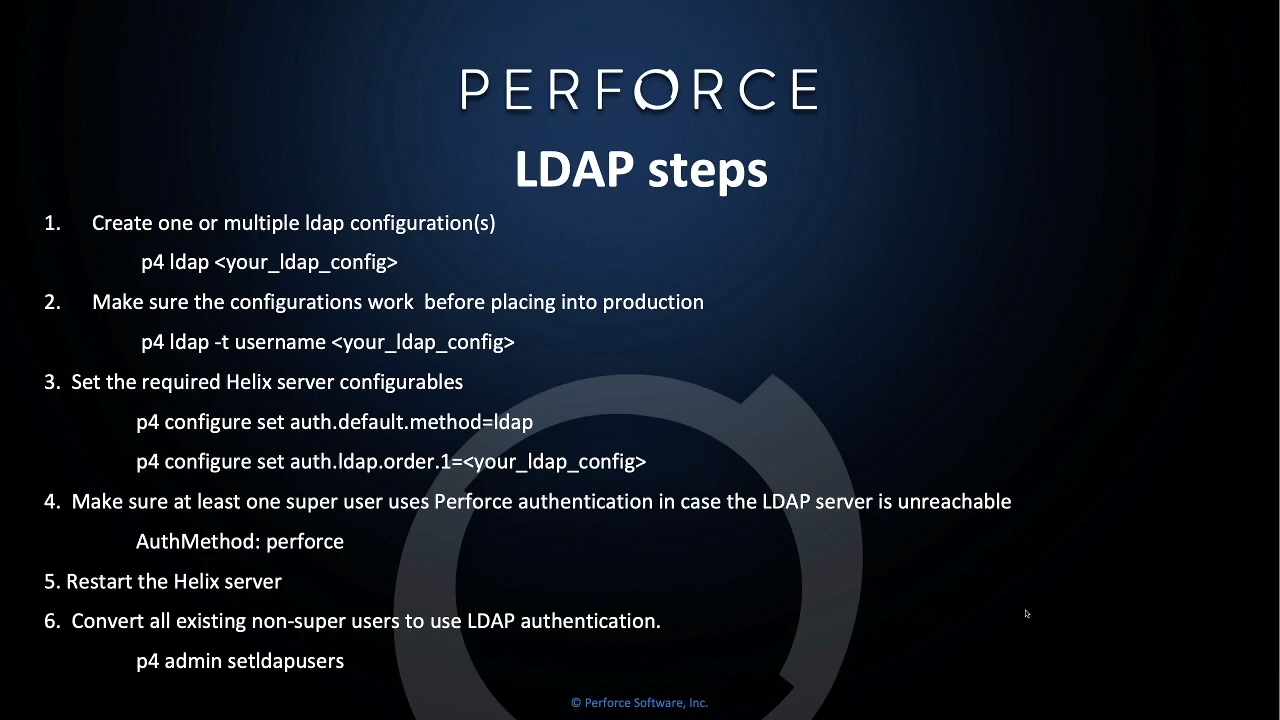 PERFORCE
LDAP steps
1. Create one or multiple ldap configuration(s)
p4 ldap <your_ldap_config>
2. Make sure the configurations work  before placing into production
p4 ldap -t username <your_ldap_config>
3. Set the required Helix server configurables
p4 configure set auth.default.method=ldap
p4 configure set auth.ldap.order.1=<your_ldap_config>
4. Make sure at least one super user uses Perforce authentication in case the LDAP server is unreachable
AuthMethod: perforce
5. Restart the Helix server
6. Convert all existing non-super users to use LDAP authentication.
p4 admin setldapusers
© Perforce Software, Inc.